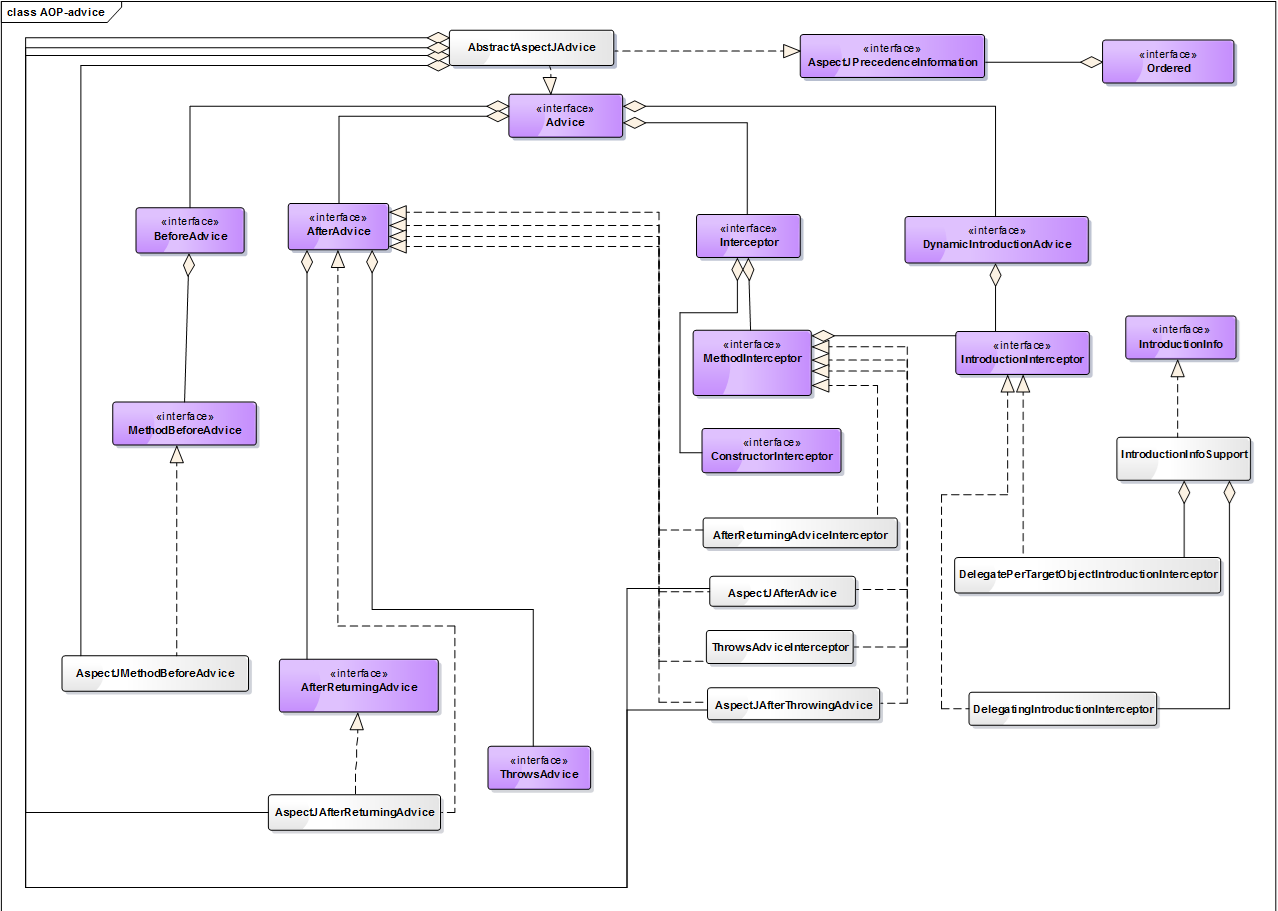 class AOP-advice
AbstractAspectJAdvice
«interface»
AspectJPrecedenceInformation
«interface»
Ordered
«interface»
Advice
«interface»
BeforeAdvice
«interface»
AfterAdvice
«interface»
Interceptor
«interface»
DynamicIntroductionAdvice
«interface»
MethodInterceptor
«interface»
IntroductionInterceptor
«interface»
IntroductionInfo
«interface»
MethodBeforeAdvice
«interface»
ConstructorInterceptor
IntroductionInfoSupport
AfterReturningAdviceInterceptor
DelegatePerTargetObjectIntroductionInterceptor
AspectJAfterAdvice
ThrowsAdviceInterceptor
AspectJMethodBeforeAdvice
«interface»
AfterReturningAdvice
AspectJAfterThrowingAdvice
DelegatingIntroductionInterceptor
«interface»
ThrowsAdvice
AspectJAfterReturningAdvice